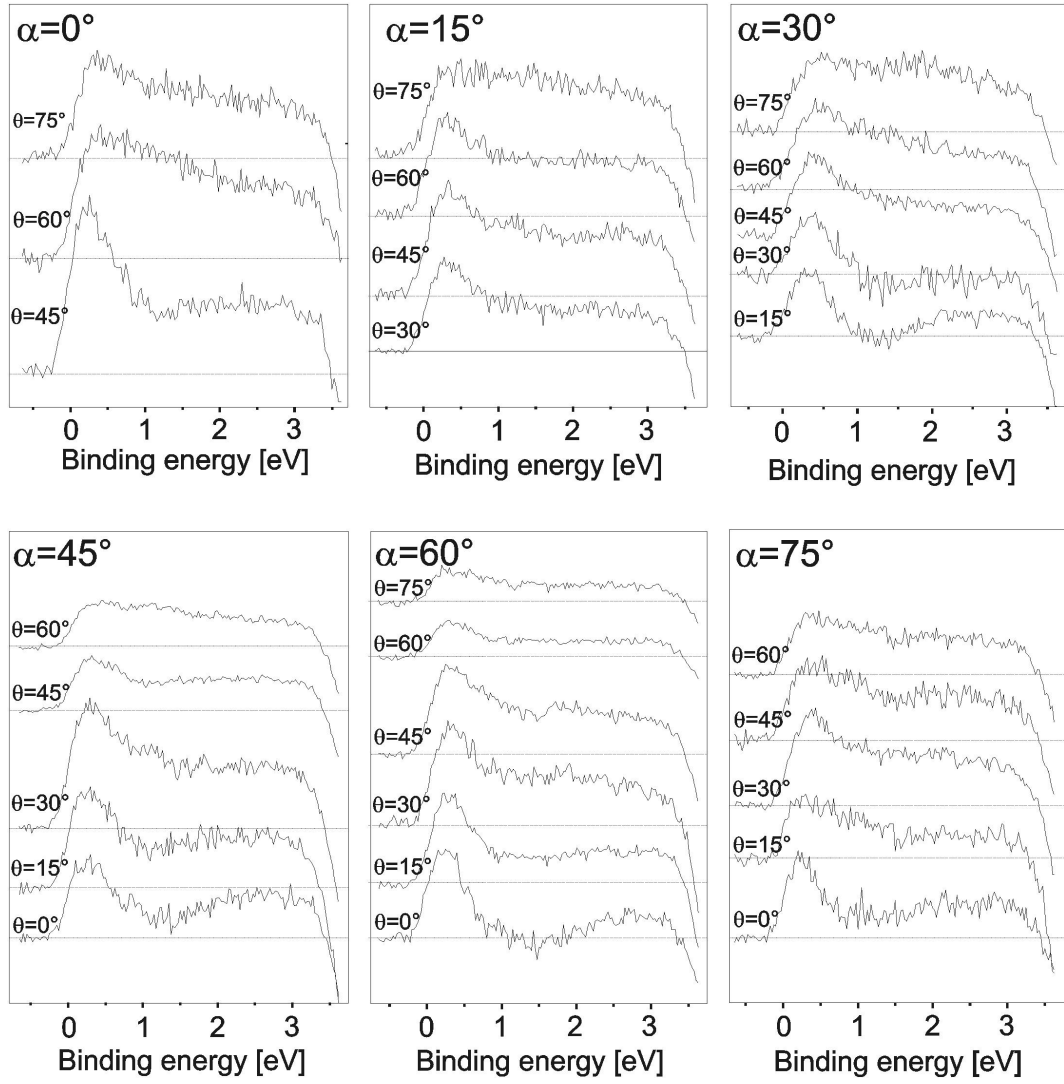 α=0°
θ=75°
θ=60°
θ=45°
0 1 2 3
Binding energy [eV]
α=15°
θ=75°
θ=60°
θ=45°
θ=30°
0 1 2 3
Binding energy [eV]
α=30°
θ=75°
θ=60°
θ=45°
θ=30°
θ=15°
0 1 2 3
Binding energy [eV]
α=45°
θ=60°
θ=45°
θ=30°
θ=15°
θ=0°
0 1 2 3
Binding energy [eV]
α=60°
θ=75°
θ=60°
θ=45°
θ=30°
θ=15°
θ=0°
0 1 2 3
Binding energy [eV]
α=75°
θ=60°
θ=45°
θ=30°
θ=15°
θ=0°
0 1 2 3
Binding energy [eV]